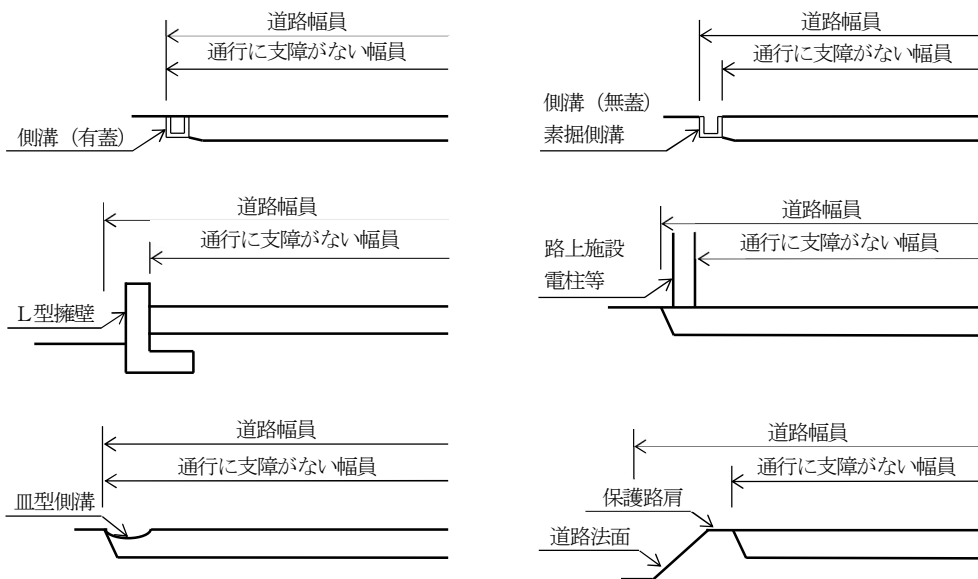 道路幅員
通行に支障がない幅員
側溝（有蓋）
道路幅員
通行に支障がない幅員
側溝（無蓋）
素掘側溝
道路幅員
通行に支障がない幅員
Ｌ型擁壁
道路幅員
通行に支障がない幅員
路上施設
電柱等
道路幅員
通行に支障がない幅員
皿型側溝
道路幅員
通行に支障がない幅員
保護路肩
道路法面